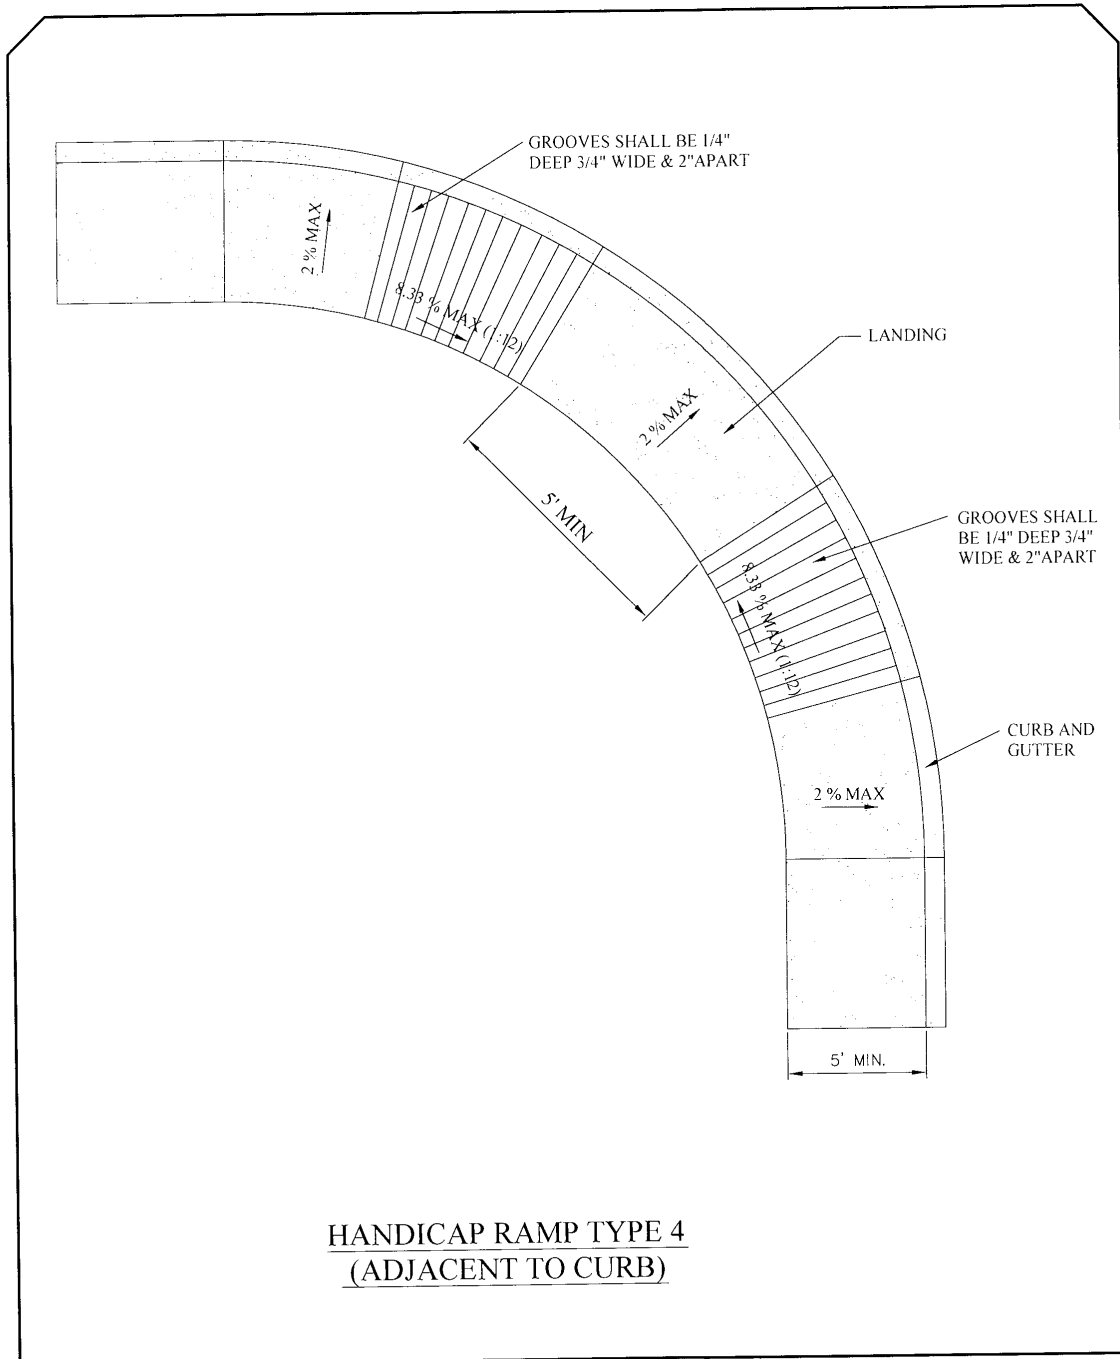 GROOVES SHALL BE 1/4"
DEEP 3/4" WIDE & 2"APART
2 % MAX
8.33 % MAX (1:12)
LANDING
2 % MAX
5' MIN
GROOVES SHALL
BE 1/4" DEEP 3/4"
WIDE & 2"APART
8.33 % MAX (1:12)
CURB AND
GUTTER
2 % MAX
5' MIN.
HANDICAP RAMP TYPE 4
(ADJACENT TO CURB)